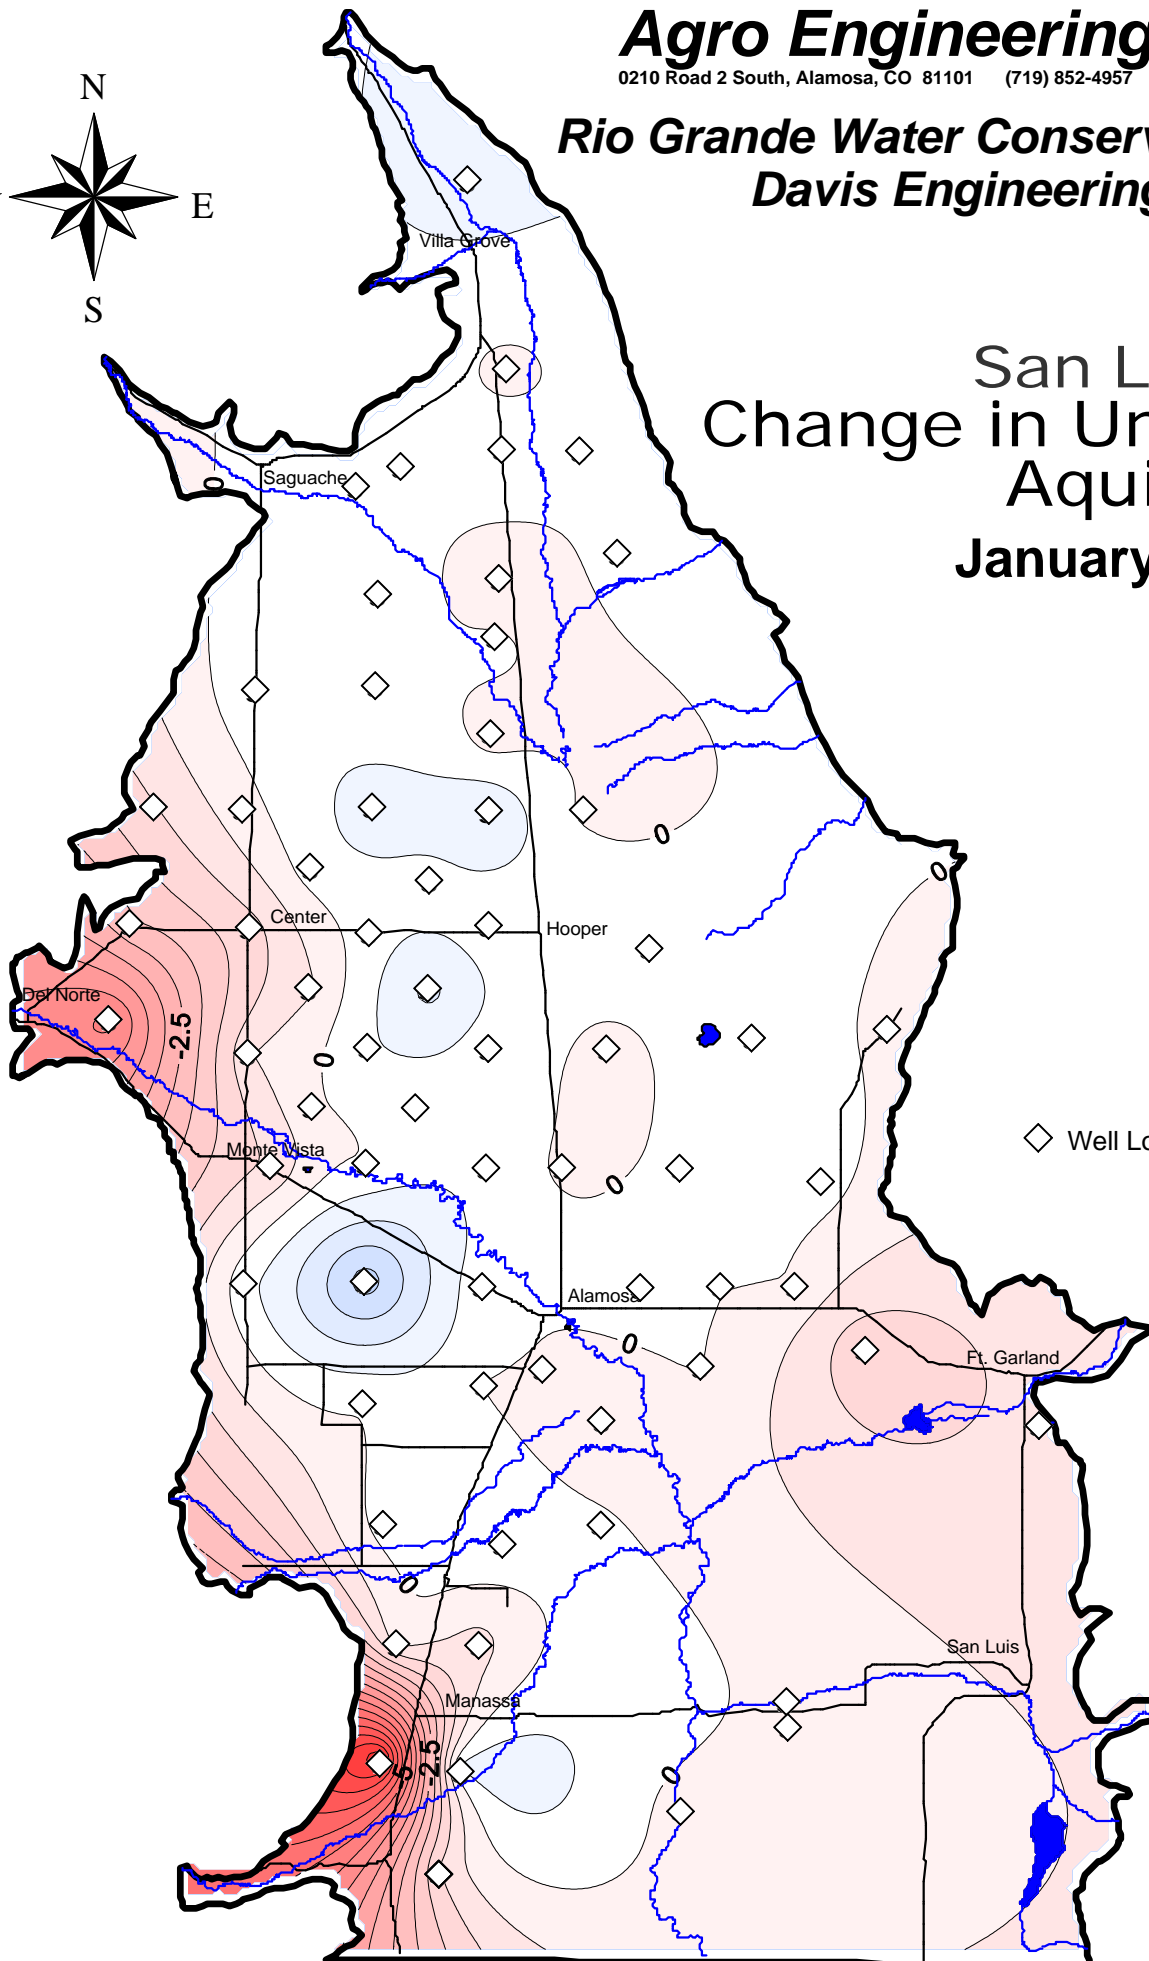 Agro Engineering
0210 Road 2 South, Alamosa, CO 81101 (719) 852-4957
Rio Grande Water Conserv
Davis Engineering
N
E
S
San L
Change in Un
Aqui
January
Villa Grove
Saguache
0
0
0
Center
Hooper
Del Norte
-2.5
0
Monte Vista
Well Lo
0
Alamosa
0
Ft. Garland
0
San Luis
Manassa
5
-2.5
0